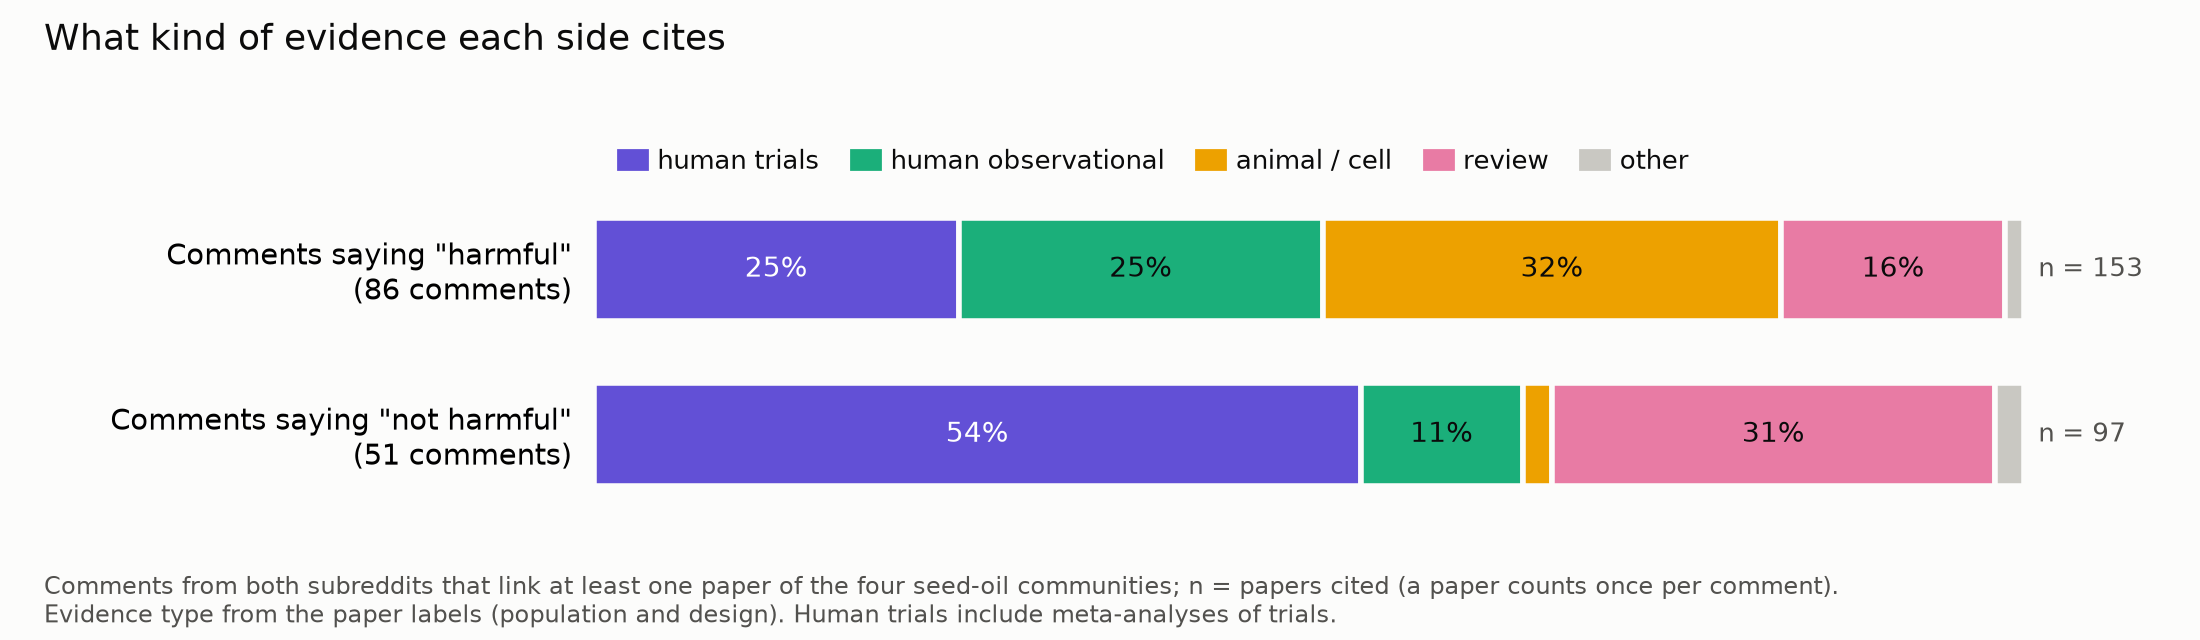 What kind of evidence each side cites
human trials human observational animal / cell review other
Comments saying "harmful"
(86 comments)
25% 25% 32% 16% n = 153
Comments saying "not harmful"
(51 comments)
54% 11% 31% n = 97
Comments from both subreddits that link at least one paper of the four seed-oil communities; n = papers cited (a paper counts once per comment).
Evidence type from the paper labels (population and design). Human trials include meta-analyses of trials.